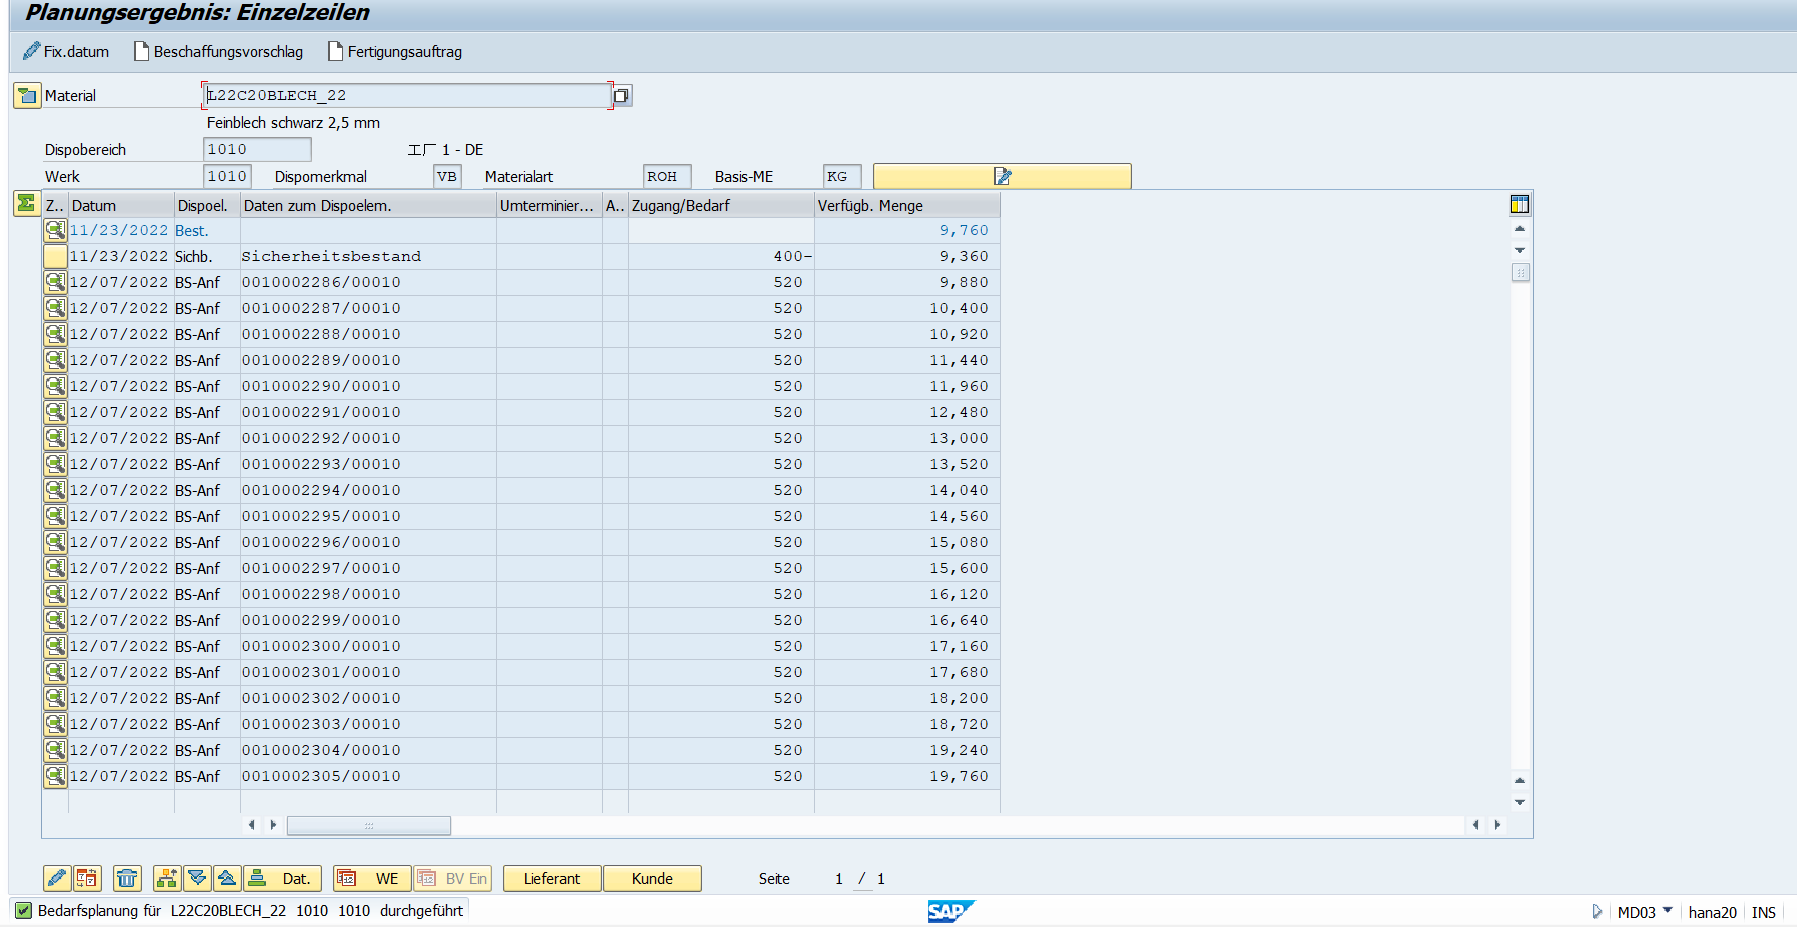 Planungsergebnis: Einzelzeilen
Fix.datum Beschaffungsvorschlag Fertigungsauftrag
Material L22C20BLECH_22
Feinblech schwarz 2,5 mm
Dispobereich 1010 工厂 1 - DE
Werk 1010 Dispomerkmal VB Materialart ROH Basis-ME KG
Z.. Datum Dispoel. Daten zum Dispoelem. Umterminier... A.. Zugang/Bedarf Verfügb. Menge
11/23/2022 Best. 9,760
11/23/2022 Sichb. Sicherheitsbestand 400- 9,360
12/07/2022 BS-Anf 0010002286/00010 520 9,880
12/07/2022 BS-Anf 0010002287/00010 520 10,400
12/07/2022 BS-Anf 0010002288/00010 520 10,920
12/07/2022 BS-Anf 0010002289/00010 520 11,440
12/07/2022 BS-Anf 0010002290/00010 520 11,960
12/07/2022 BS-Anf 0010002291/00010 520 12,480
12/07/2022 BS-Anf 0010002292/00010 520 13,000
12/07/2022 BS-Anf 0010002293/00010 520 13,520
12/07/2022 BS-Anf 0010002294/00010 520 14,040
12/07/2022 BS-Anf 0010002295/00010 520 14,560
12/07/2022 BS-Anf 0010002296/00010 520 15,080
12/07/2022 BS-Anf 0010002297/00010 520 15,600
12/07/2022 BS-Anf 0010002298/00010 520 16,120
12/07/2022 BS-Anf 0010002299/00010 520 16,640
12/07/2022 BS-Anf 0010002300/00010 520 17,160
12/07/2022 BS-Anf 0010002301/00010 520 17,680
12/07/2022 BS-Anf 0010002302/00010 520 18,200
12/07/2022 BS-Anf 0010002303/00010 520 18,720
12/07/2022 BS-Anf 0010002304/00010 520 19,240
12/07/2022 BS-Anf 0010002305/00010 520 19,760
Dat. WE BV Ein Lieferant Kunde Seite 1 / 1
Bedarfsplanung für L22C20BLECH_22 1010 1010 durchgeführt SAP MD03 hana20 INS